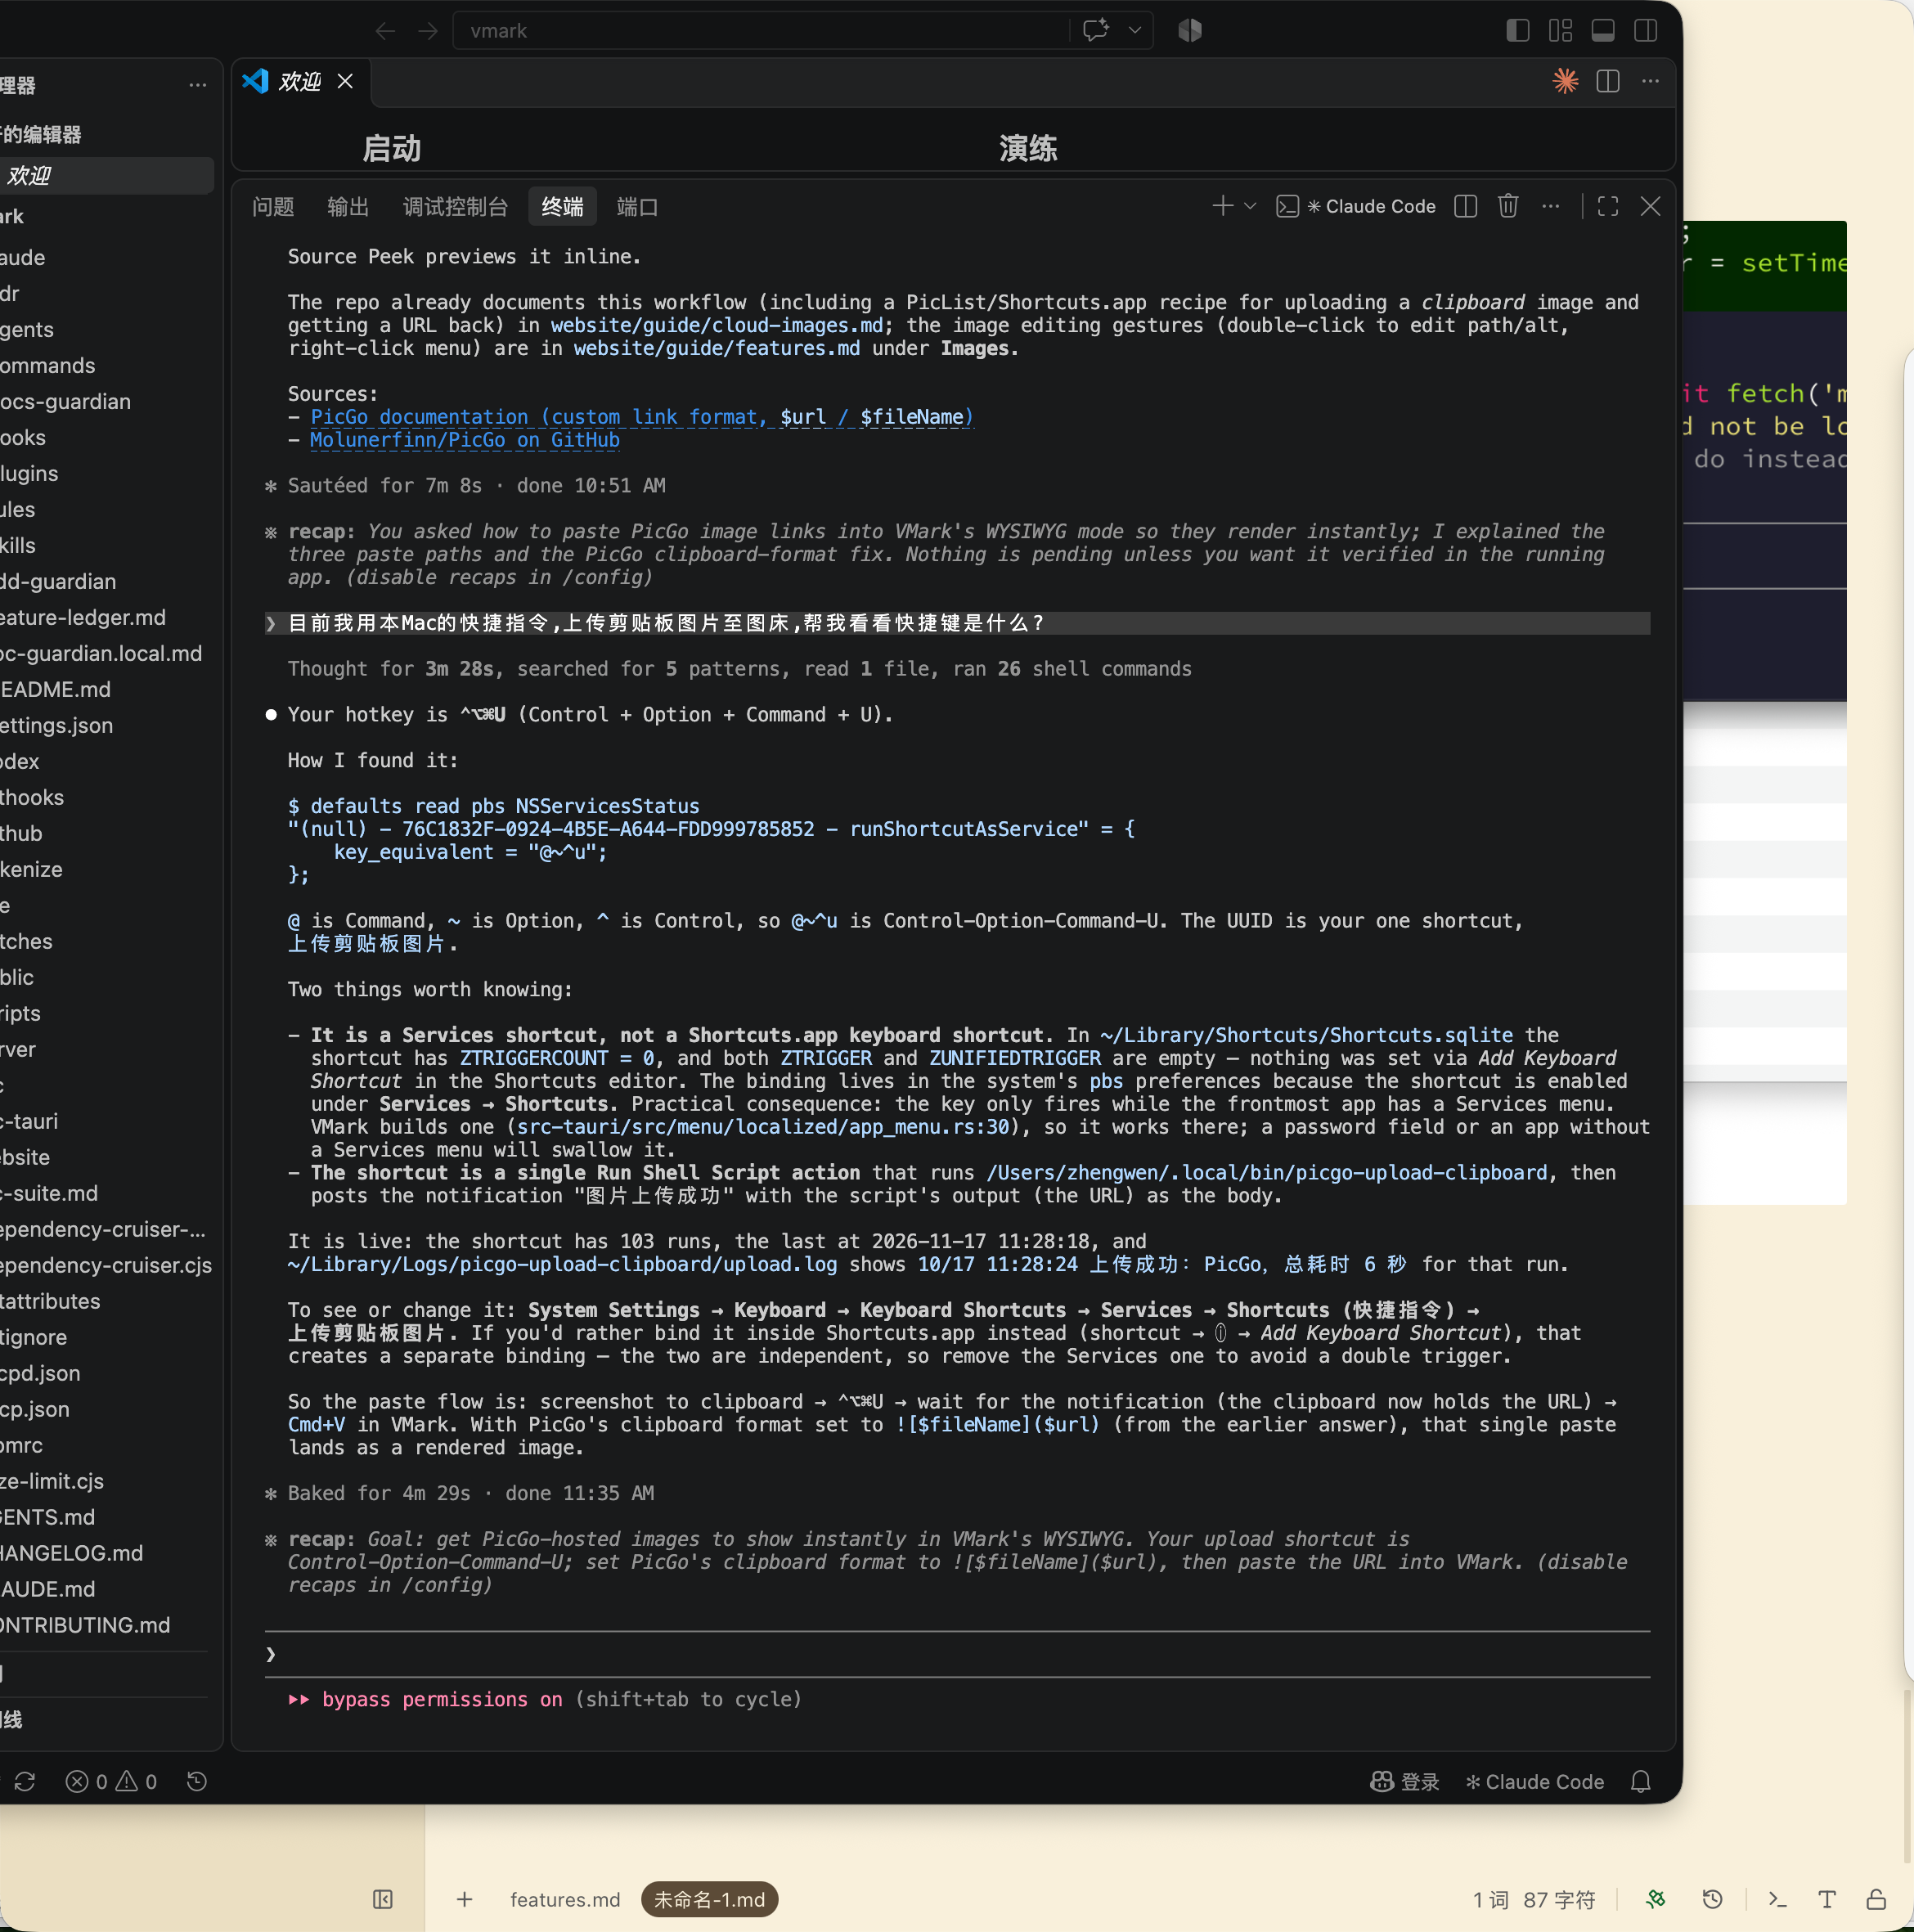 vmark
理器
欢迎
启动
演练
的编辑器
欢迎
ark
aude
dr
gents
ommands
ocs-guardian
ooks
lugins
ules
kills
dd-guardian
eature-ledger.md
oc-guardian.local.md
EADME.md
ettings.json
odex
thooks
thub
kenize
e
tches
blic
ripts
rver
c
c-tauri
ebsite
c-suite.md
ependency-cruiser-...
ependency-cruiser.cjs
tattributes
tignore
cpd.json
cp.json
omrc
ze-limit.cjs
GENTS.md
HANGELOG.md
AUDE.md
ONTRIBUTING.md
线
问题 输出 调试控制台 终端 端口
Claude Code
Source Peek previews it inline.
The repo already documents this workflow (including a PicList/Shortcuts.app recipe for uploading a clipboard image and
getting a URL back) in website/guide/cloud-images.md; the image editing gestures (double-click to edit path/alt,
right-click menu) are in website/guide/features.md under Images.
Sources:
- PicGo documentation (custom link format, $url / $fileName)
- Molunerfinn/PicGo on GitHub
✻ Sautéed for 7m 8s · done 10:51 AM
※ recap: You asked how to paste PicGo image links into VMark's WYSIWYG mode so they render instantly; I explained the
three paste paths and the PicGo clipboard-format fix. Nothing is pending unless you want it verified in the running
app. (disable recaps in /config)
❯ 目前我用本Mac的快捷指令,上传剪贴板图片至图床,帮我看看快捷键是什么?
Thought for 3m 28s, searched for 5 patterns, read 1 file, ran 26 shell commands
● Your hotkey is ^⌥⌘U (Control + Option + Command + U).
How I found it:
$ defaults read pbs NSServicesStatus
"(null) - 76C1832F-0924-4B5E-A644-FDD999785852 - runShortcutAsService" = {
key_equivalent = "@~^u";
};
@ is Command, ~ is Option, ^ is Control, so @~^u is Control-Option-Command-U. The UUID is your one shortcut,
上传剪贴板图片.
Two things worth knowing:
- It is a Services shortcut, not a Shortcuts.app keyboard shortcut. In ~/Library/Shortcuts/Shortcuts.sqlite the
shortcut has ZTRIGGERCOUNT = 0, and both ZTRIGGER and ZUNIFIEDTRIGGER are empty — nothing was set via Add Keyboard
Shortcut in the Shortcuts editor. The binding lives in the system's pbs preferences because the shortcut is enabled
under Services → Shortcuts. Practical consequence: the key only fires while the frontmost app has a Services menu.
VMark builds one (src-tauri/src/menu/localized/app_menu.rs:30), so it works there; a password field or an app without
a Services menu will swallow it.
- The shortcut is a single Run Shell Script action that runs /Users/zhengwen/.local/bin/picgo-upload-clipboard, then
posts the notification "图片上传成功" with the script's output (the URL) as the body.
It is live: the shortcut has 103 runs, the last at 2026-11-17 11:28:18, and
~/Library/Logs/picgo-upload-clipboard/upload.log shows 10/17 11:28:24 上传成功: PicGo, 总耗时 6 秒 for that run.
To see or change it: System Settings → Keyboard → Keyboard Shortcuts → Services → Shortcuts (快捷指令) →
上传剪贴板图片. If you'd rather bind it inside Shortcuts.app instead (shortcut → ⓘ → Add Keyboard Shortcut), that
creates a separate binding — the two are independent, so remove the Services one to avoid a double trigger.
So the paste flow is: screenshot to clipboard → ^⌥⌘U → wait for the notification (the clipboard now holds the URL) →
Cmd+V in VMark. With PicGo's clipboard format set to ![$fileName]($url) (from the earlier answer), that single paste
lands as a rendered image.
✻ Baked for 4m 29s · done 11:35 AM
※ recap: Goal: get PicGo-hosted images to show instantly in VMark's WYSIWYG. Your upload shortcut is
Control-Option-Command-U; set PicGo's clipboard format to ![$fileName]($url), then paste the URL into VMark. (disable
recaps in /config)
❯
⏵⏵ bypass permissions on (shift+tab to cycle)
;
r = setTime
it fetch('m
d not be lo
do instead
0 0
登录 Claude Code
features.md 未命名-1.md
1 词 87 字符